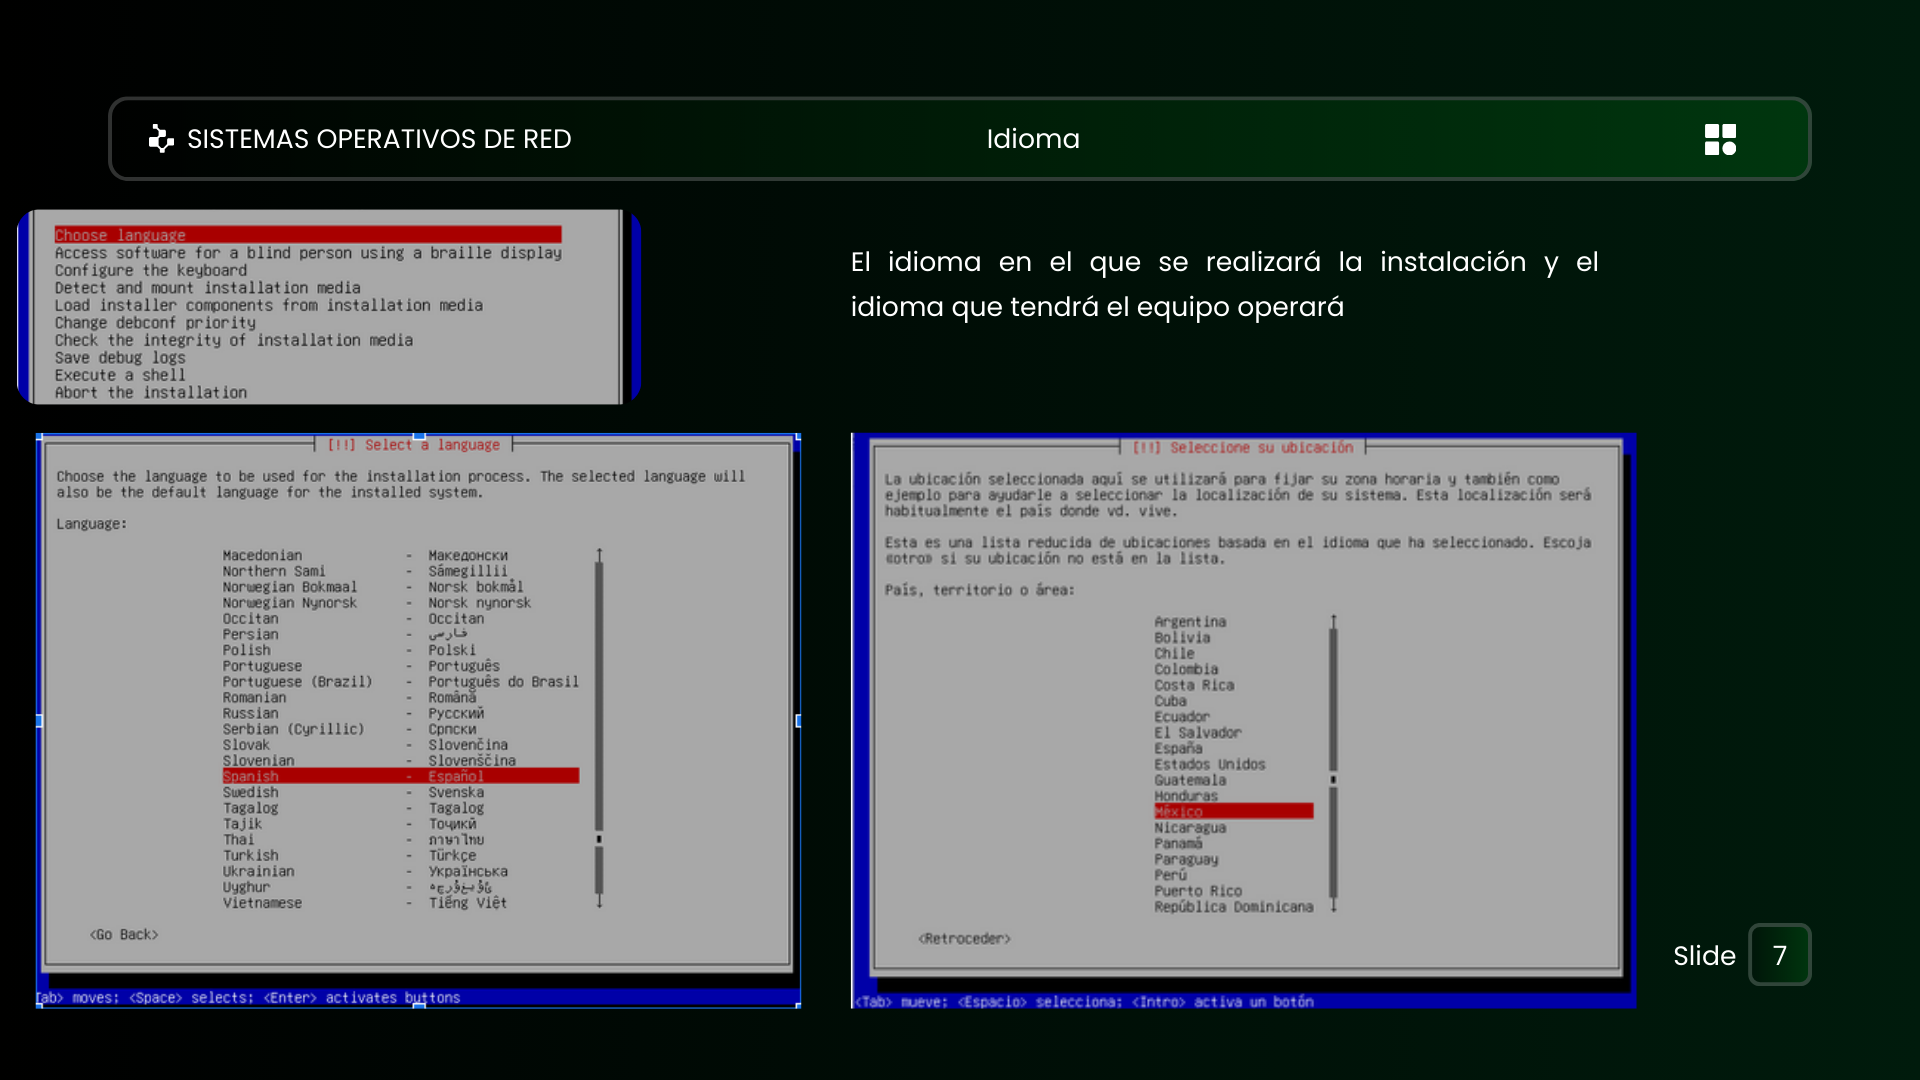 SISTEMAS OPERATIVOS DE RED
Idioma
Choose language
Access software for a blind person using a braille display
Configure the keyboard
Detect and mount installation media
Load installer components from installation media
Change debconf priority
Check the integrity of installation media
Save debug logs
Execute a shell
Abort the installation
El idioma en el que se realizará la instalación y el
idioma que tendrá el equipo operará
[!!] Select a language
Choose the language to be used for the installation process. The selected language will
also be the default language for the installed system.
Language:
Macedonian - Македонски
Northern Sami - Sámegillii
Norwegian Bokmaal - Norsk bokmål
Norwegian Nynorsk - Norsk nynorsk
Occitan - Occitan
Persian - فارسی
Polish - Polski
Portuguese - Português
Portuguese (Brazil) - Português do Brasil
Romanian - Română
Russian - Русский
Serbian (Cyrillic) - Српски
Slovak - Slovenčina
Slovenian - Slovenščina
Spanish - Español
Swedish - Svenska
Tagalog - Tagalog
Tajik - Тоҷикӣ
Thai - ภาษาไทย
Turkish - Türkçe
Ukrainian - Українська
Uyghur - ئۇيغۇرچە
Vietnamese - Tiếng Việt
<Go Back>
Tab> moves; <Space> selects; <Enter> activates buttons
[!!] Seleccione su ubicación
La ubicación seleccionada aquí se utilizará para fijar su zona horaria y también como
ejemplo para ayudarle a seleccionar la localización de su sistema. Esta localización será
habitualmente el país donde vd. vive.
Esta es una lista reducida de ubicaciones basada en el idioma que ha seleccionado. Escoja
«otro» si su ubicación no está en la lista.
País, territorio o área:
Argentina
Bolivia
Chile
Colombia
Costa Rica
Cuba
Ecuador
El Salvador
España
Estados Unidos
Guatemala
Honduras
México
Nicaragua
Panamá
Paraguay
Perú
Puerto Rico
República Dominicana
<Retroceder>
<Tab> mueve; <Espacio> selecciona; <Intro> activa un botón
Slide 7